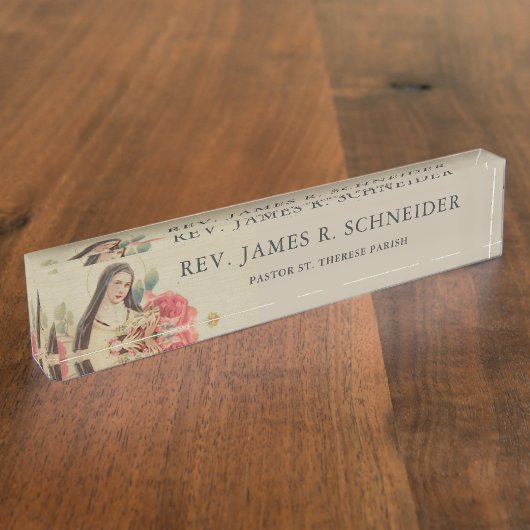 REV. JAMES R. SCHNEIDER
PASTOR ST. THERESE PARISH